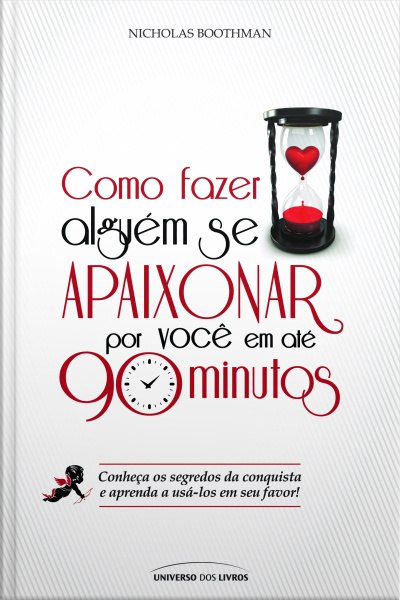 NICHOLAS BOOTHMAN
Como fazer
alguém se
APAIXONAR
por VOCÊ em até
90 minutos
Conheça os segredos da conquista
e aprenda a usá-los em seu favor!
UNIVERSO DOS LIVROS